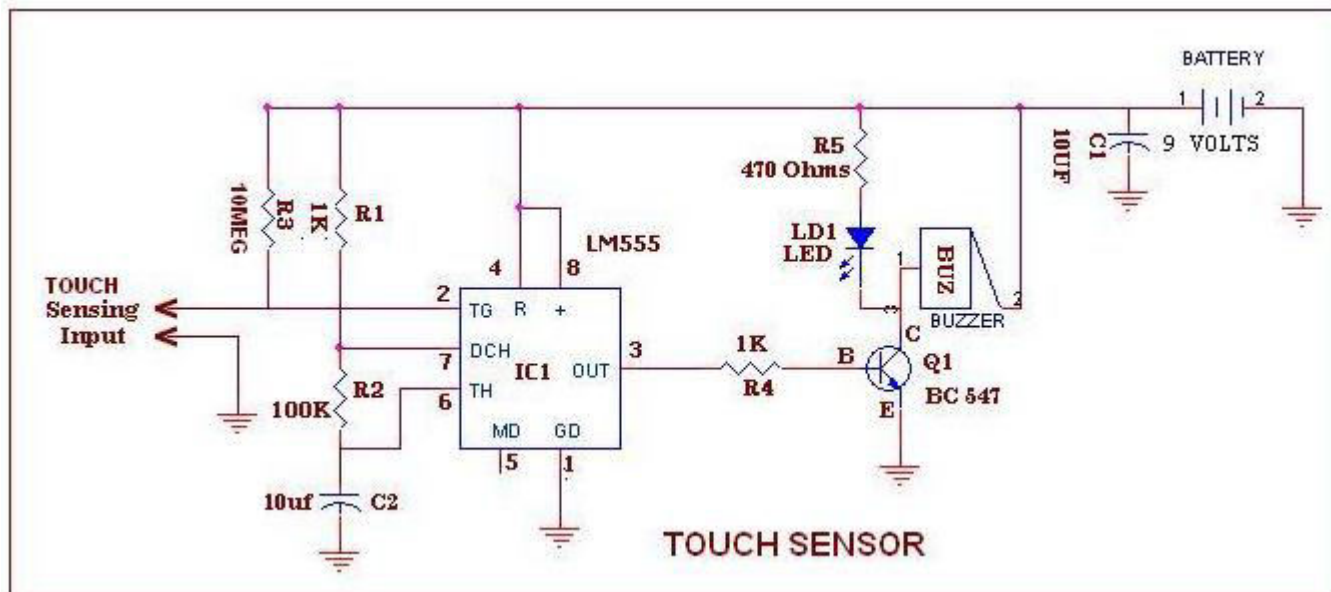 BATTERY
1
2
9 VOLTS
C1
10UF
R5
470 Ohms
R3
10MEG
R1
1K
LD1
LED
LM555
4
8
1
BUZ
2
BUZZER
3
TOUCH
Sensing
Input
2
TG
R
+
7
DCH
IC1
OUT
3
6
TH
MD
GD
5
1
R2
100K
10uf
C2
1K
R4
B
C
Q1
E
BC 547
TOUCH SENSOR